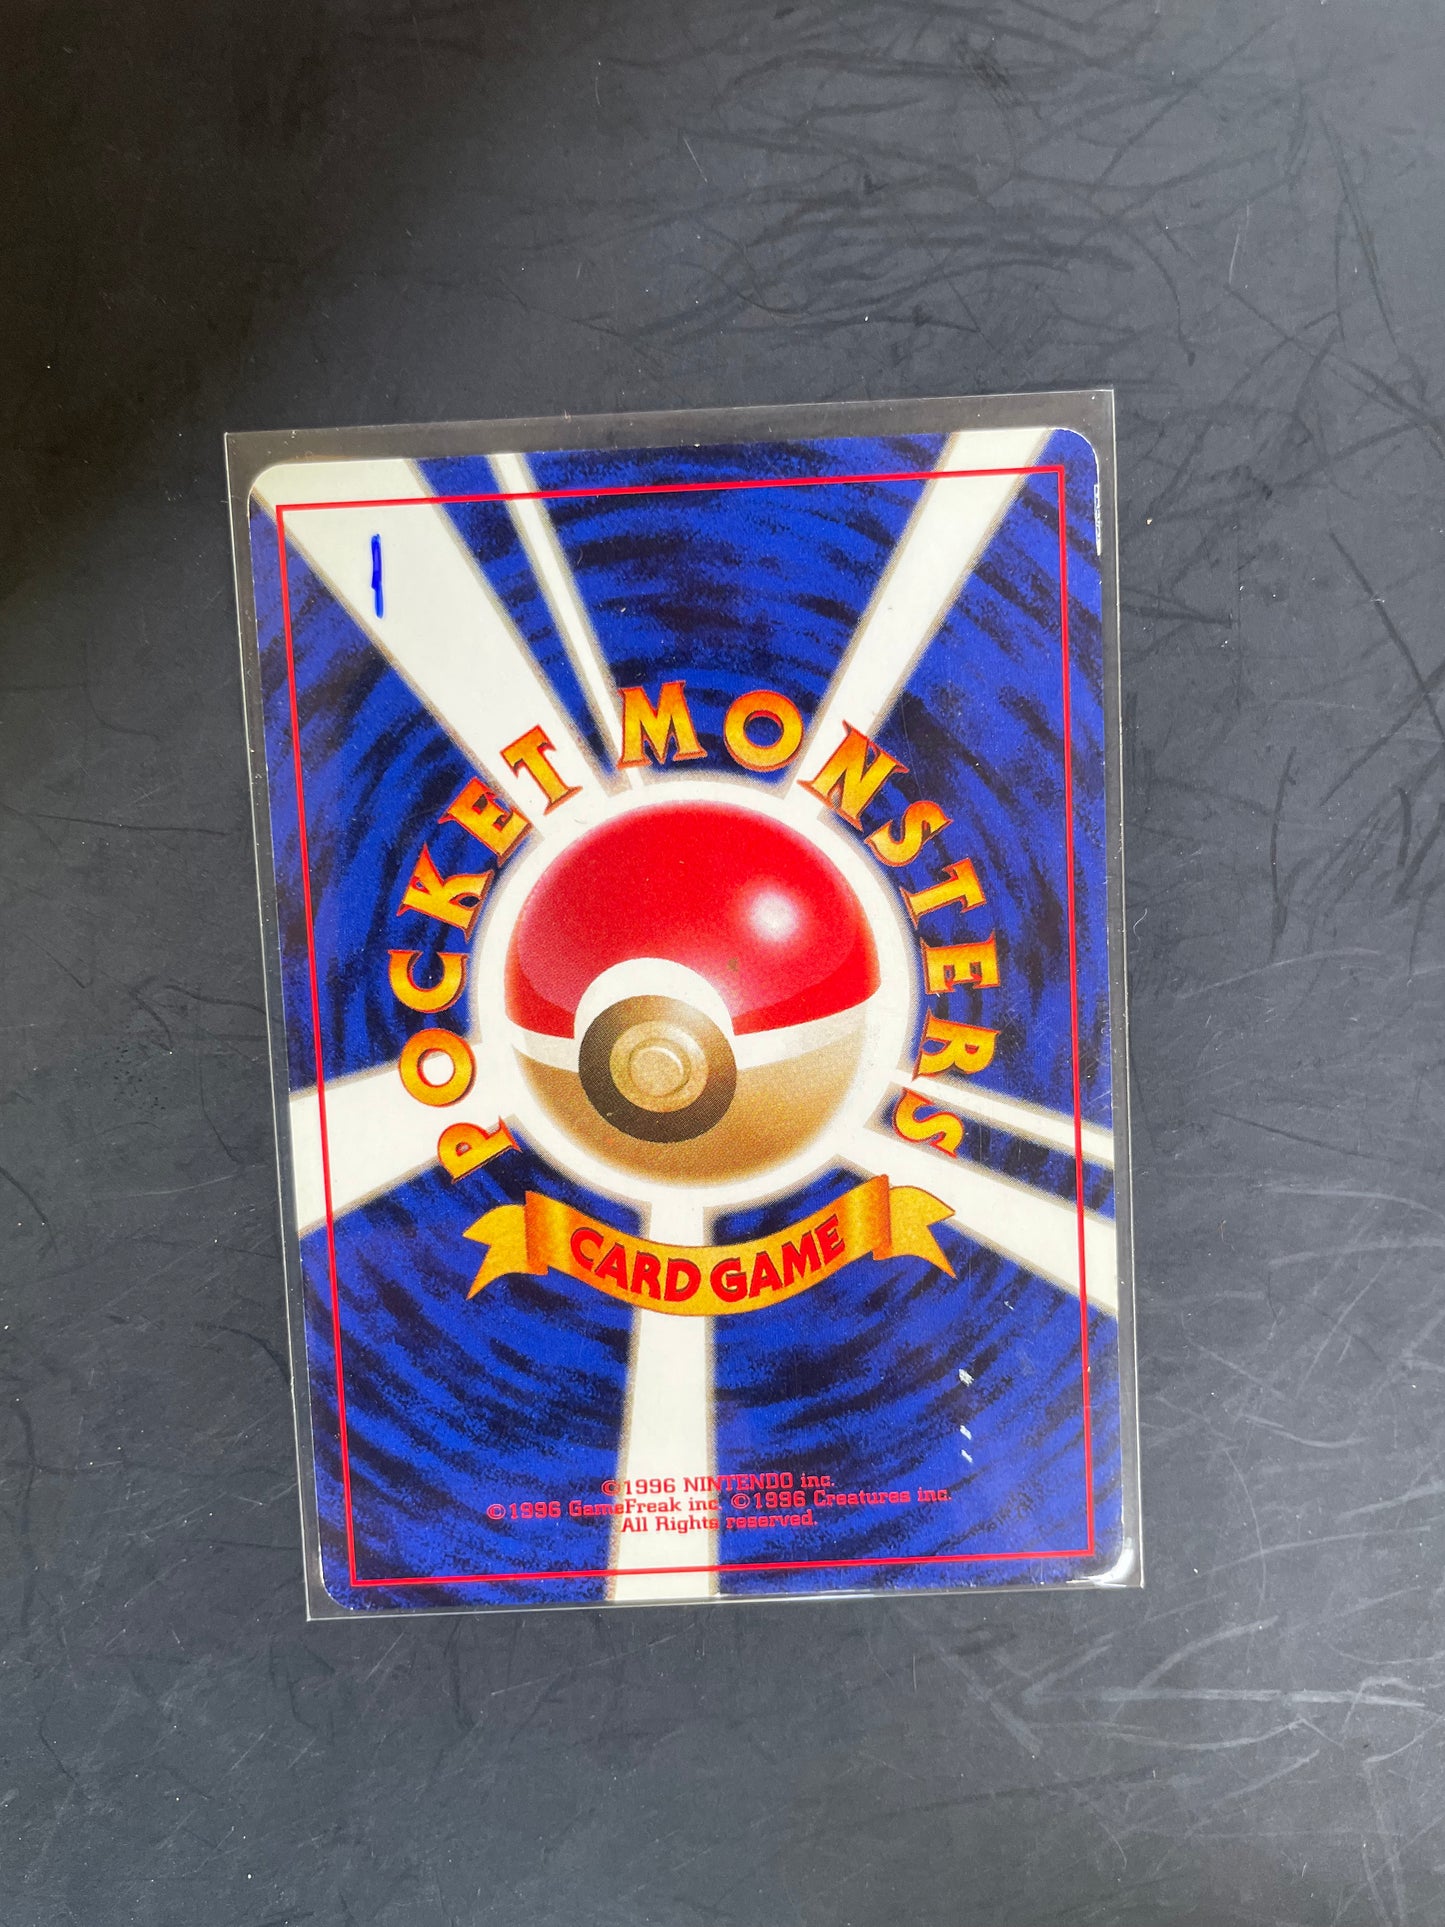 POCKET MONSTERS
CARD GAME
©1996 NINTENDO inc.
©1996 GameFreak inc. ©1996 Creatures inc.
All Rights reserved.